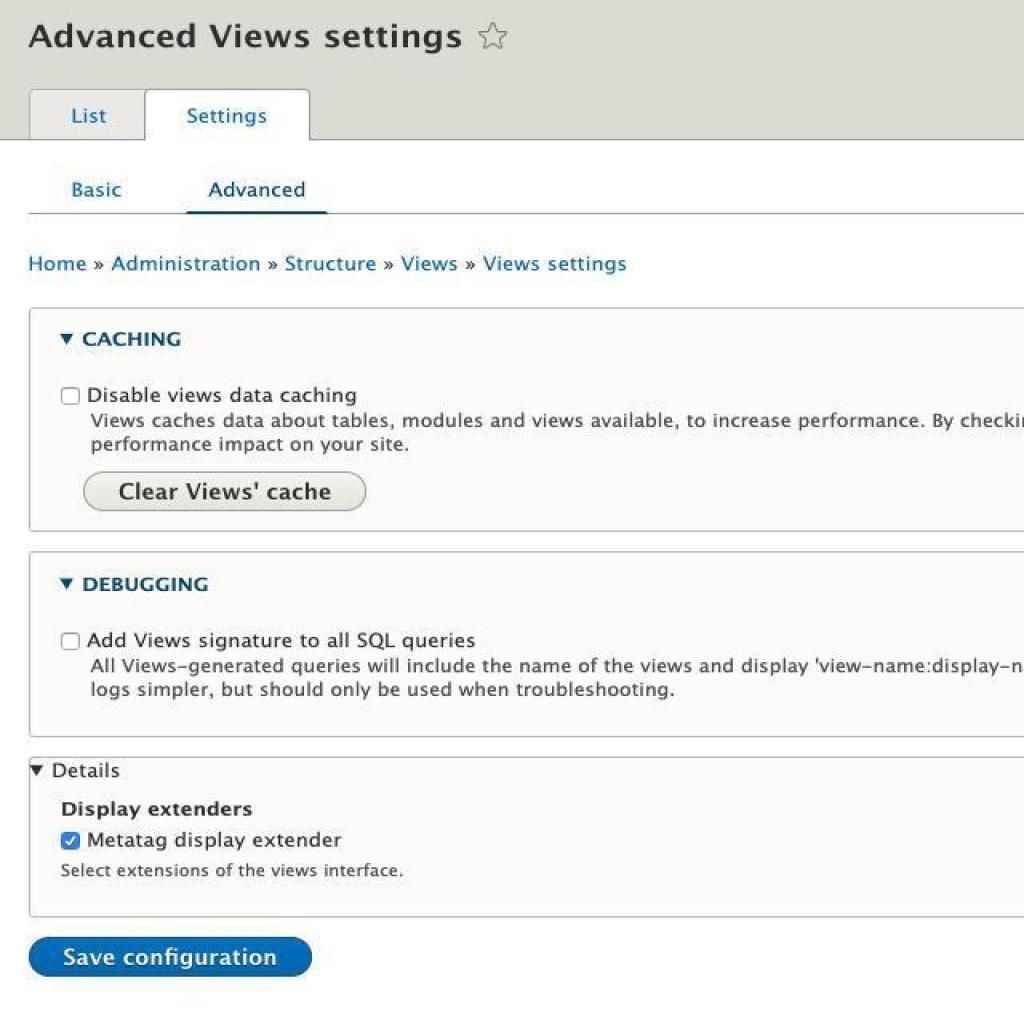 Advanced Views settings
List
Settings
Basic
Advanced
Home » Administration » Structure » Views » Views settings
CACHING
Disable views data caching
Views caches data about tables, modules and views available, to increase performance. By
performance impact on your site.
Clear Views' cache
DEBUGGING
Add Views signature to all SQL queries
All Views-generated queries will include the name of the views and display 'view-name:display-n
logs simpler, but should only be used when troubleshooting.
Details
Display extenders
Metatag display extender
Select extensions of the views interface.
Save configuration